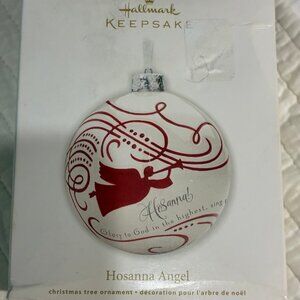 Hallmark
KEEPSAKE
Hosanna!
Glory to God in the highest, sing
Hosanna Angel
christmas tree ornament • décoration pour l'arbre de noël